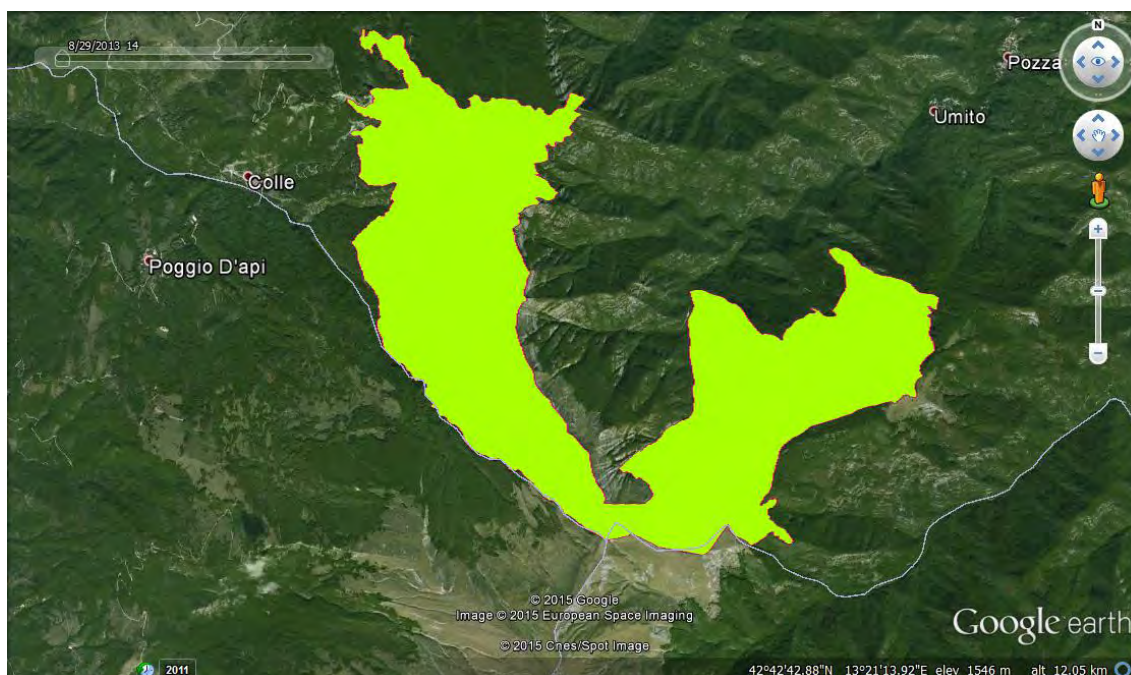 8/29/2013 14
N
Pozza
Umito
Colle
Poggio D'api
© 2015 Google
Image © 2015 European Space Imaging
© 2015 Cnes/Spot Image
Google earth
2011
42°42'42.88"N 13°21'13.92"E elev 1546 m alt 12.05 km